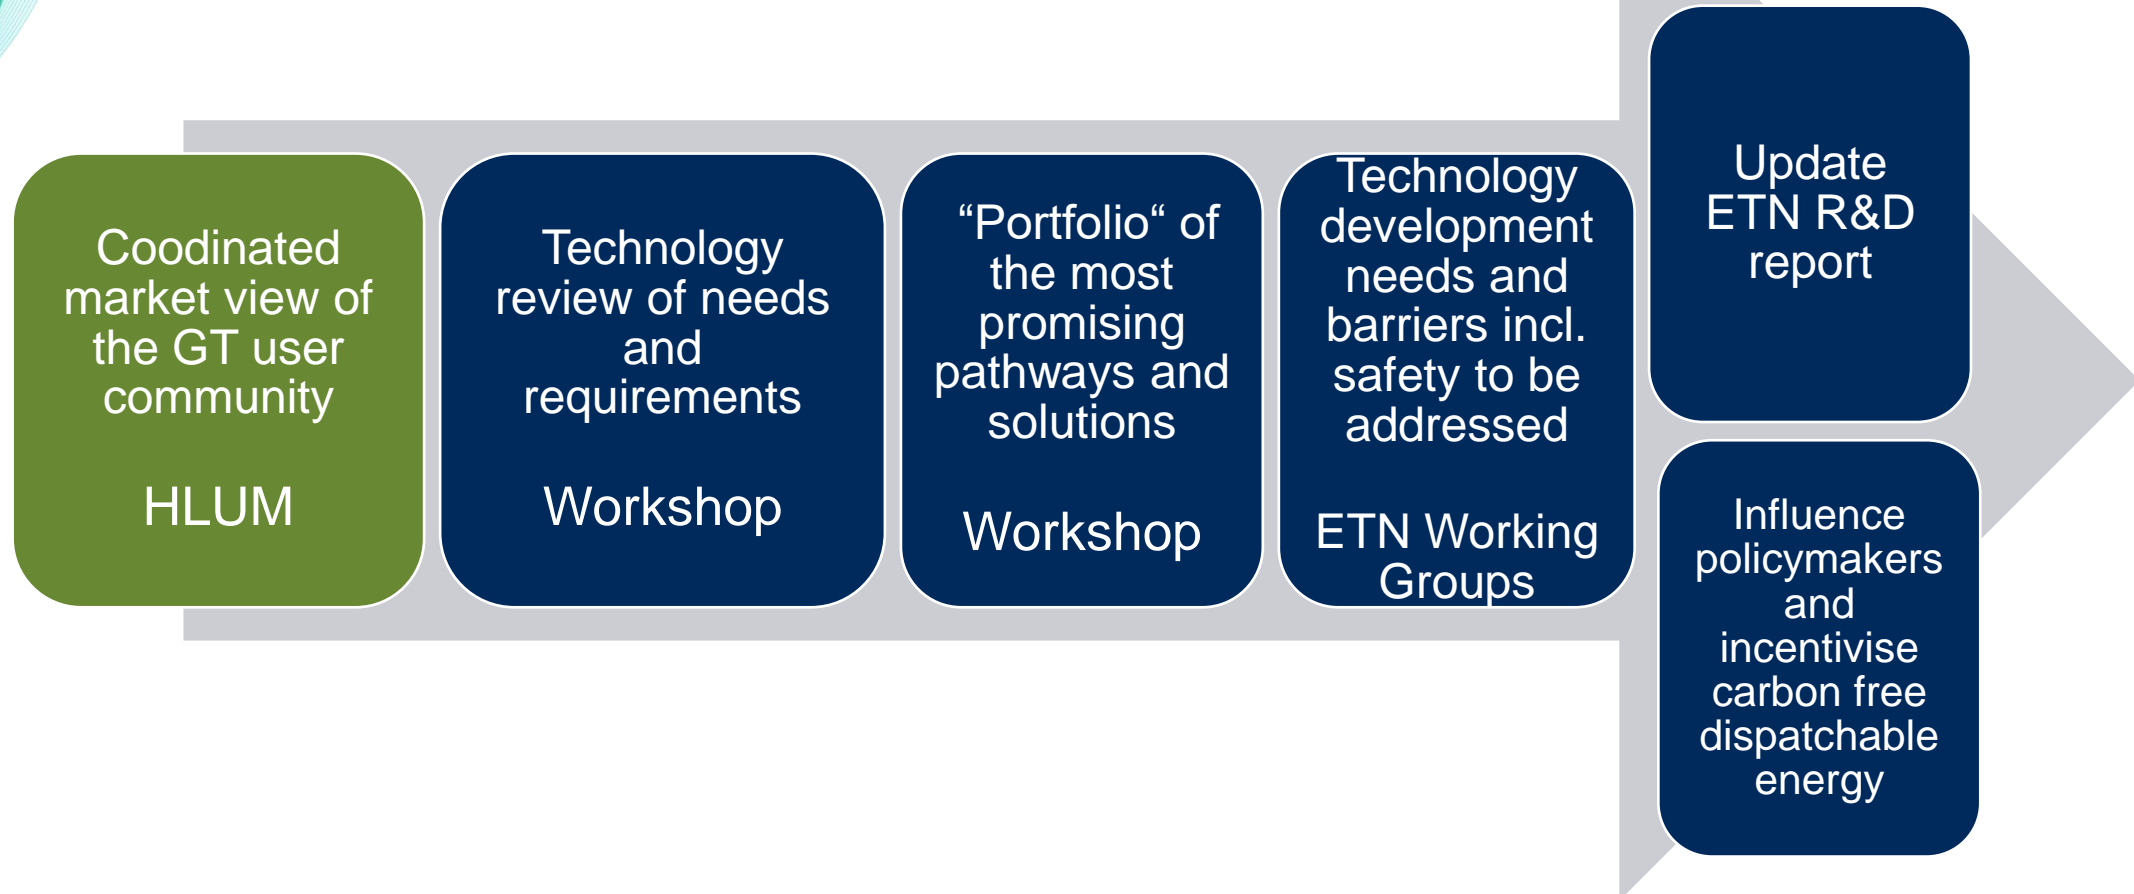 Coodinated
market view of
the GT user
community
HLUM
Technology
review of needs
and
requirements
Workshop
“Portfolio“ of
the most
promising
pathways and
solutions
Workshop
Technology
development
needs and
barriers incl.
safety to be
addressed
ETN Working
Groups
Update
ETN R&D
report
Influence
policymakers
and
incentivise
carbon free
dispatchable
energy